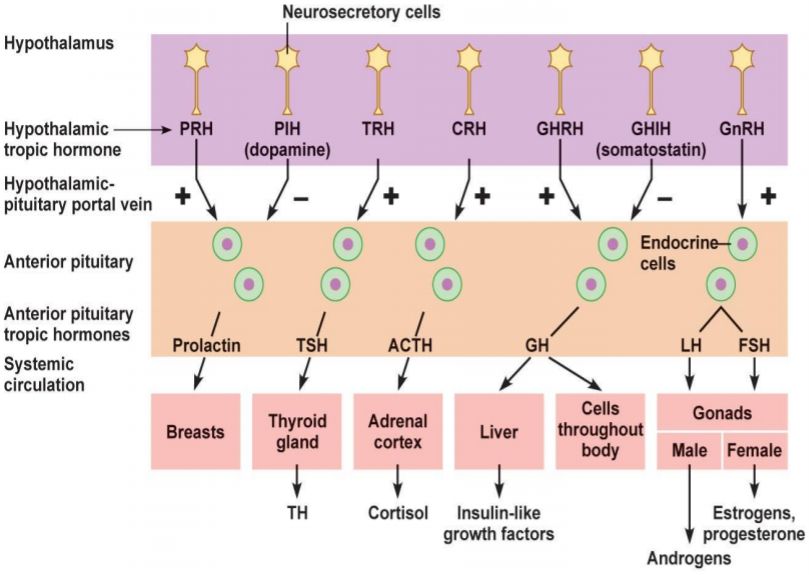 Neurosecretory cells
Hypothalamus
Hypothalamic
tropic hormone
PRH
PIH
(dopamine)
TRH
CRH
GHRH
GHIH
(somatostatin)
GnRH
Hypothalamic-
pituitary portal vein
+
–
+
+
+
–
+
Anterior pituitary
Endocrine
cells
Anterior pituitary
tropic hormones
Prolactin
TSH
ACTH
GH
LH
FSH
Systemic
circulation
Breasts
Thyroid
gland
Adrenal
cortex
Liver
Cells
throughout
body
Gonads
Male
Female
TH
Cortisol
Insulin-like
growth factors
Estrogens,
progesterone
Androgens